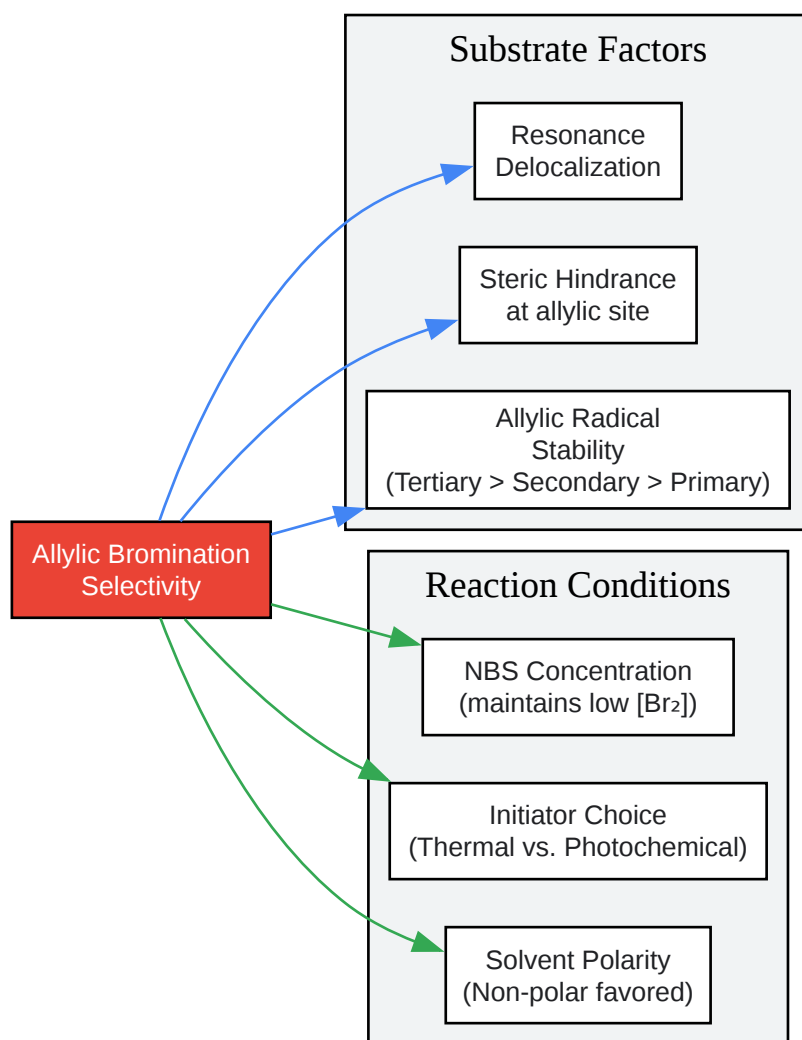 Substrate Factors
Resonance
Delocalization
Steric Hindrance
at allylic site
Allylic Radical
Stability
(Tertiary > Secondary > Primary)
Allylic Bromination
Selectivity
Reaction Conditions
NBS Concentration
(maintains low [Br₂])
Initiator Choice
(Thermal vs. Photochemical)
Solvent Polarity
(Non-polar favored)